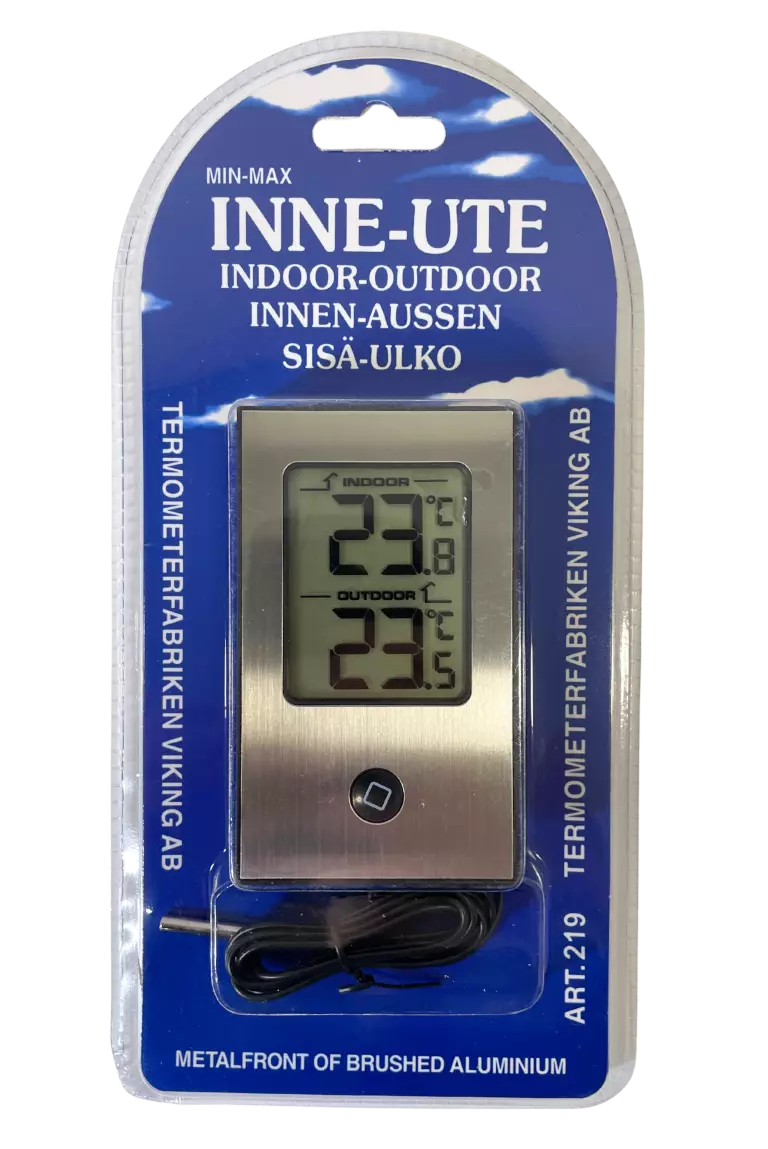 MIN-MAX
INNE-UTE
INDOOR-OUTDOOR
INNEN-AUSSEN
SISÄ-ULKO
TERMOMETERFABRIKEN VIKING AB
INDOOR
23.8 °C
OUTDOOR
23.5 °C
ART.219 TERMOMETERFABRIKEN VIKING AB
METALFRONT OF BRUSHED ALUMINIUM